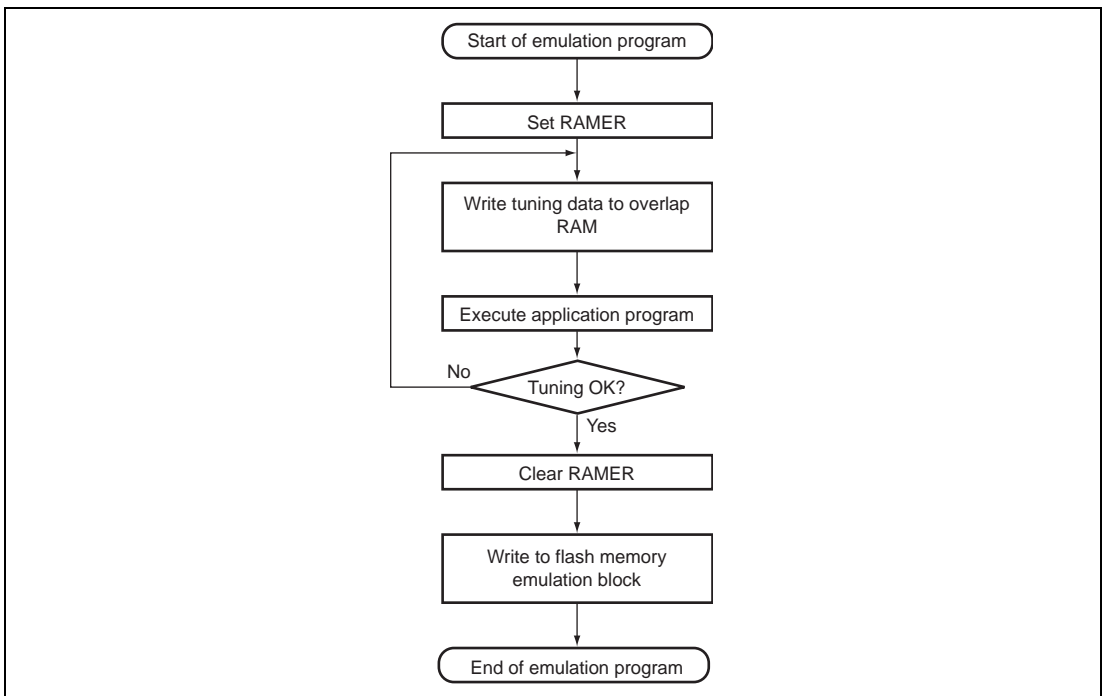 Start of emulation program
Set RAMER
Write tuning data to overlap
RAM
Execute application program
No
Tuning OK?
Yes
Clear RAMER
Write to flash memory
emulation block
End of emulation program